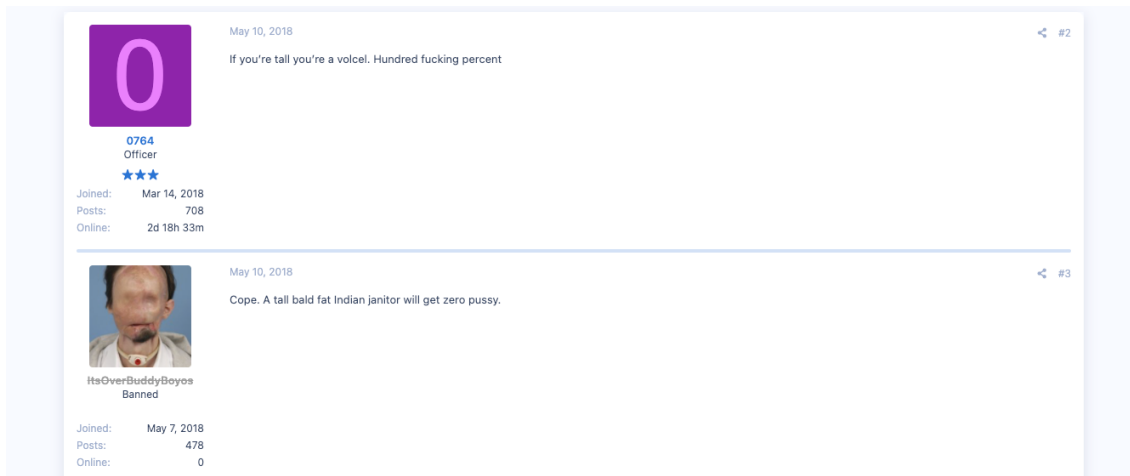 May 10, 2018
#2
If you're tall you're a volcel. Hundred fucking percent
0
0764
Officer
Joined: Mar 14, 2018
Posts: 708
Online: 2d 18h 33m
May 10, 2018
#3
Cope. A tall bald fat Indian janitor will get zero pussy.
ItsOverBuddyBoyos
Banned
Joined: May 7, 2018
Posts: 478
Online: 0